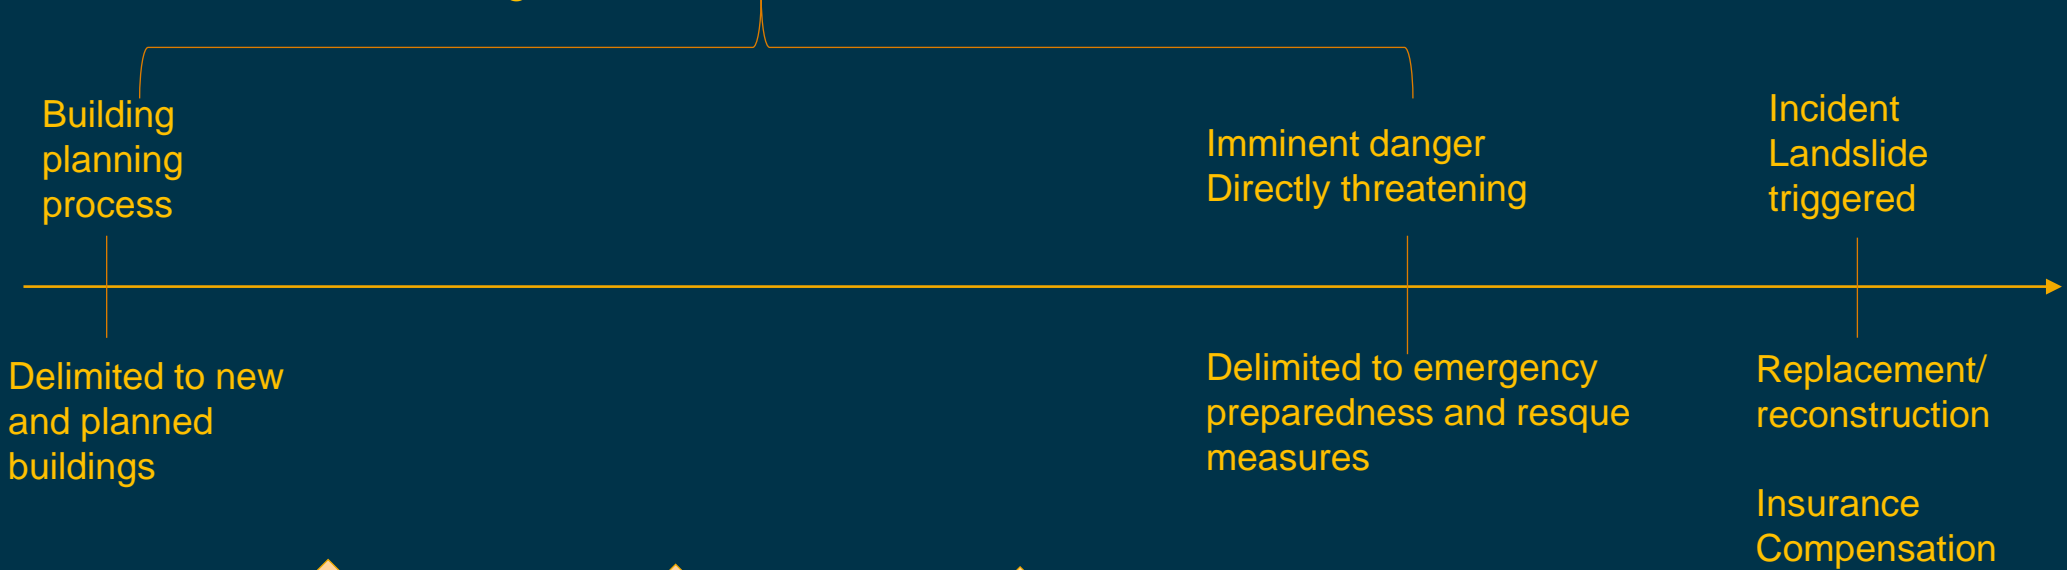 Building
planning
process
Imminent danger
Directly threatening
Incident
Landslide
triggered
Delimited to new
and planned
buildings
Delimited to emergency
preparedness and resque
measures
Replacement/
reconstruction
Insurance
Compensation